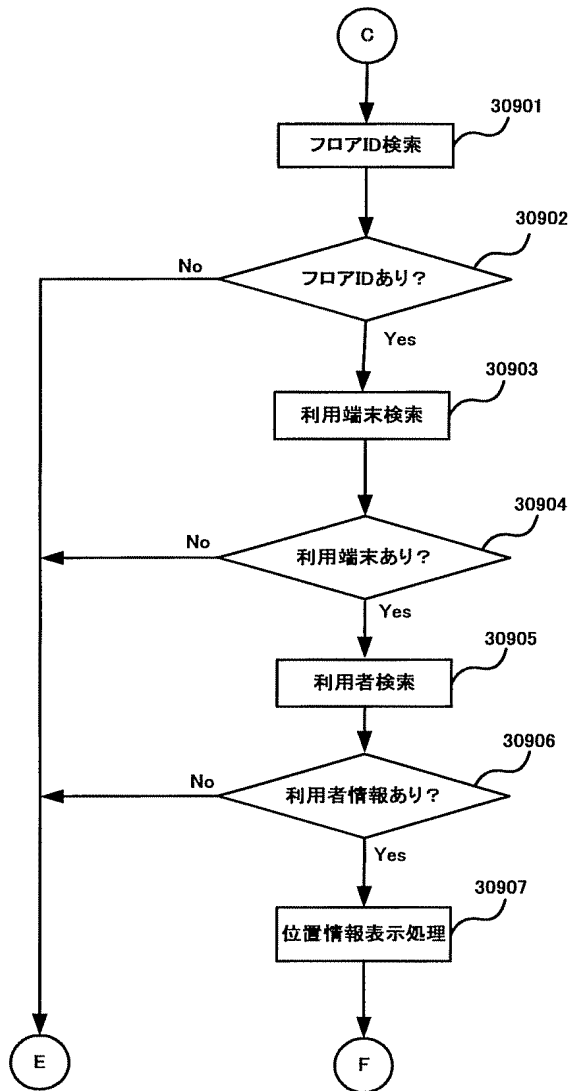 C
30901
フロアID検索
30902
No
フロアIDあり?
Yes
30903
利用端末検索
30904
No
利用端末あり?
Yes
30905
利用者検索
30906
No
利用者情報あり?
Yes
30907
位置情報表示処理
E
F